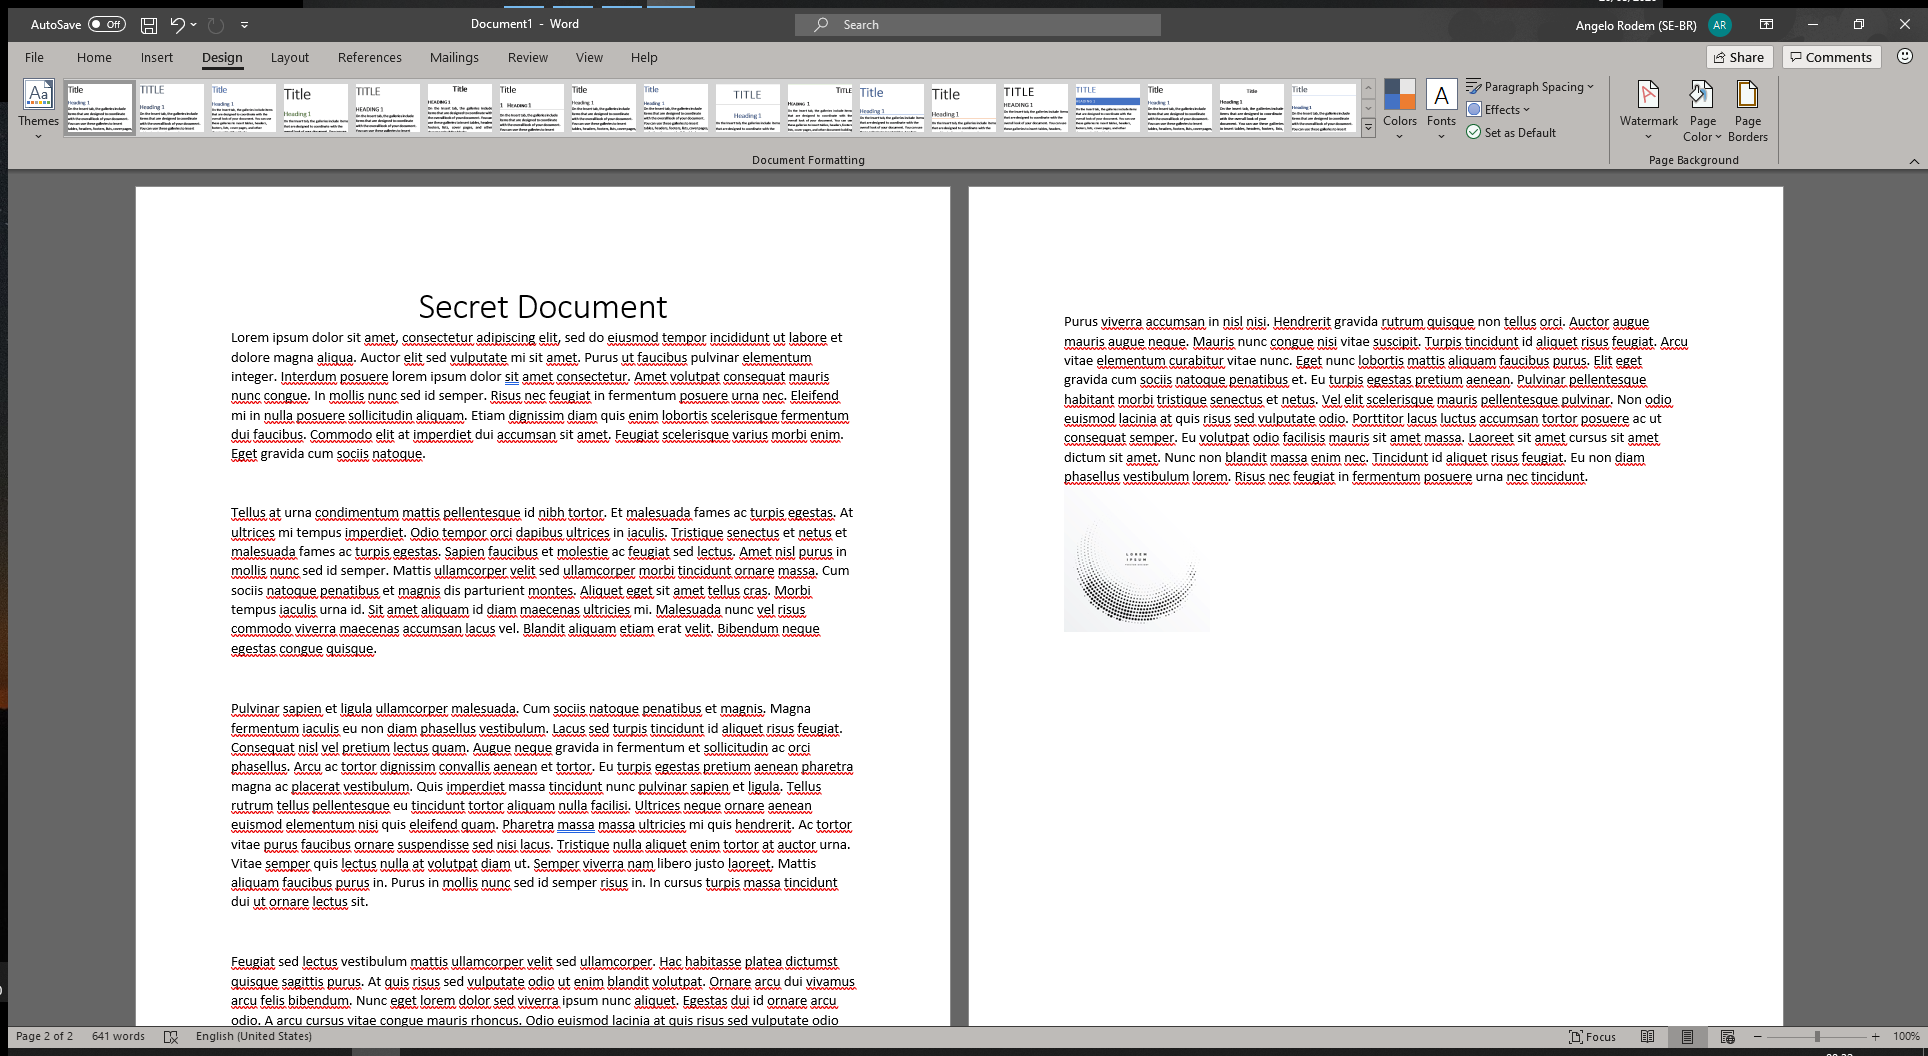 AutoSave Off
Document1 - Word
Search
Angelo Rodem (SE-BR) AR
File Home Insert Design Layout References Mailings Review View Help
Share Comments
Themes
Colors
Fonts
Paragraph Spacing
Effects
Set as Default
Watermark
Page Color
Page Borders
Document Formatting
Page Background
Secret Document
Lorem ipsum dolor sit amet, consectetur adipiscing elit, sed do eiusmod tempor incididunt ut labore et
dolore magna aliqua. Auctor elit sed vulputate mi sit amet. Purus ut faucibus pulvinar elementum
integer. Interdum posuere lorem ipsum dolor sit amet consectetur. Amet volutpat consequat mauris
nunc congue. In mollis nunc sed id semper. Risus nec feugiat in fermentum posuere urna nec. Eleifend
mi in nulla posuere sollicitudin aliquam. Etiam dignissim diam quis enim lobortis scelerisque fermentum
dui faucibus. Commodo elit at imperdiet dui accumsan sit amet. Feugiat scelerisque varius morbi enim.
Eget gravida cum sociis natoque.
Tellus at urna condimentum mattis pellentesque id nibh tortor. Et malesuada fames ac turpis egestas. At
ultrices mi tempus imperdiet. Odio tempor orci dapibus ultrices in iaculis. Tristique senectus et netus et
malesuada fames ac turpis egestas. Sapien faucibus et molestie ac feugiat sed lectus. Amet nisl purus in
mollis nunc sed id semper. Mattis ullamcorper velit sed ullamcorper morbi tincidunt ornare massa. Cum
sociis natoque penatibus et magnis dis parturient montes. Aliquet eget sit amet tellus cras. Morbi
tempus iaculis urna id. Sit amet aliquam id diam maecenas ultricies mi. Malesuada nunc vel risus
commodo viverra maecenas accumsan lacus vel. Blandit aliquam etiam erat velit. Bibendum neque
egestas congue quisque.
Pulvinar sapien et ligula ullamcorper malesuada. Cum sociis natoque penatibus et magnis. Magna
fermentum iaculis eu non diam phasellus vestibulum. Lacus sed turpis tincidunt id aliquet risus feugiat.
Consequat nisl vel pretium lectus quam. Augue neque gravida in fermentum et sollicitudin ac orci
phasellus. Arcu ac tortor dignissim convallis aenean et tortor. Eu turpis egestas pretium aenean pharetra
magna ac placerat vestibulum. Quis imperdiet massa tincidunt nunc pulvinar sapien et ligula. Tellus
rutrum tellus pellentesque eu tincidunt tortor aliquam nulla facilisi. Ultrices neque ornare aenean
euismod elementum nisi quis eleifend quam. Pharetra massa massa ultricies mi quis hendrerit. Ac tortor
vitae purus faucibus ornare suspendisse sed nisi lacus. Tristique nulla aliquet enim tortor at auctor urna.
Vitae semper quis lectus nulla at volutpat diam ut. Semper viverra nam libero justo laoreet. Mattis
aliquam faucibus purus in. Purus in mollis nunc sed id semper risus in. In cursus turpis massa tincidunt
dui ut ornare lectus sit.
Feugiat sed lectus vestibulum mattis ullamcorper velit sed ullamcorper. Hac habitasse platea dictumst
quisque sagittis purus. At quis risus sed vulputate odio ut enim blandit volutpat. Ornare arcu dui vivamus
arcu felis bibendum. Nunc eget lorem dolor sed viverra ipsum nunc aliquet. Egestas dui id ornare arcu
odio. A arcu cursus vitae congue mauris rhoncus. Odio euismod lacinia at quis risus sed vulputate odio
Purus viverra accumsan in nisl nisi. Hendrerit gravida rutrum quisque non tellus orci. Auctor augue
mauris augue neque. Mauris nunc congue nisi vitae suscipit. Turpis tincidunt id aliquet risus feugiat. Arcu
vitae elementum curabitur vitae nunc. Eget nunc lobortis mattis aliquam faucibus purus. Elit eget
gravida cum sociis natoque penatibus et. Eu turpis egestas pretium aenean. Pulvinar pellentesque
habitant morbi tristique senectus et netus. Vel elit scelerisque mauris pellentesque pulvinar. Non odio
euismod lacinia at quis risus sed vulputate odio. Porttitor lacus luctus accumsan tortor posuere ac ut
consequat semper. Eu volutpat odio facilisis mauris sit amet massa. Laoreet sit amet cursus sit amet
dictum sit amet. Nunc non blandit massa enim nec. Tincidunt id aliquet risus feugiat. Eu non diam
phasellus vestibulum lorem. Risus nec feugiat in fermentum posuere urna nec tincidunt.
LOREM
IPSUM
Page 2 of 2 641 words English (United States)
Focus 100%